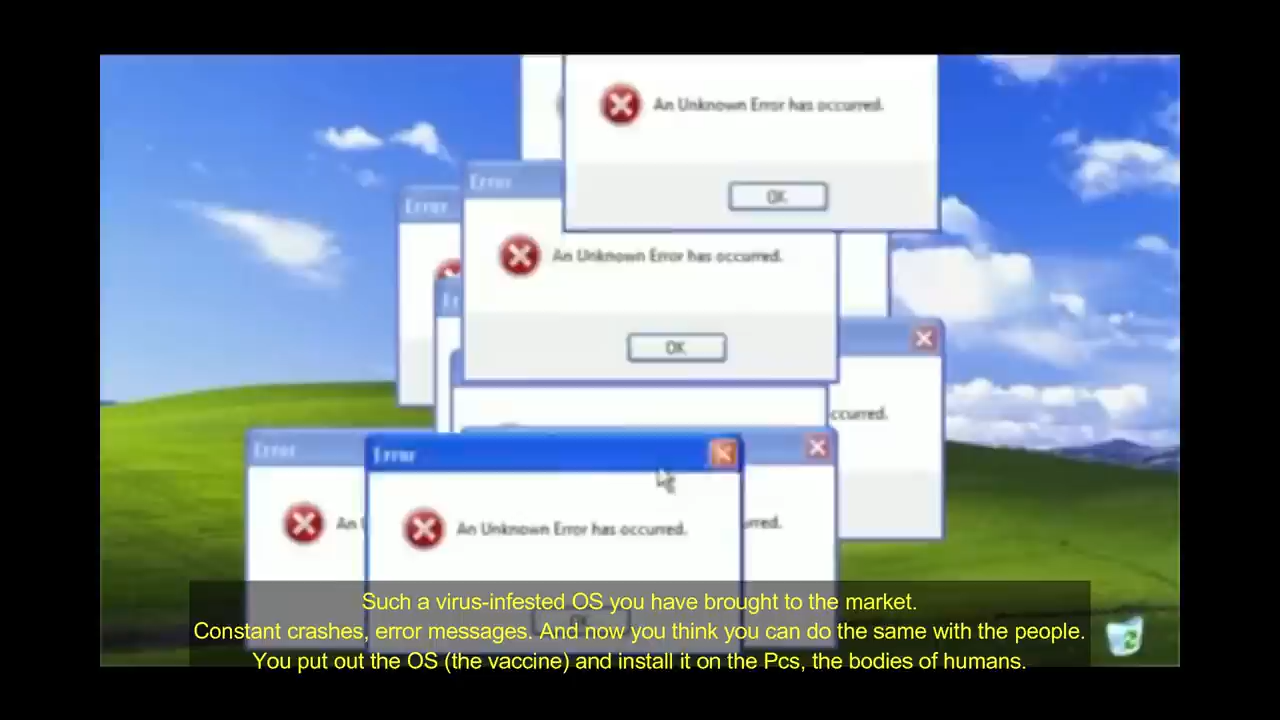 An Unknown Error has occurred.
OK
Error
Error
An Unknown Error has occurred.
OK
occurred.
Error
Error
An Unknown Error has occurred.
Such a virus-infested OS you have brought to the market.
Constant crashes, error messages. And now you think you can do the same with the people.
You put out the OS (the vaccine) and install it on the Pcs, the bodies of humans.